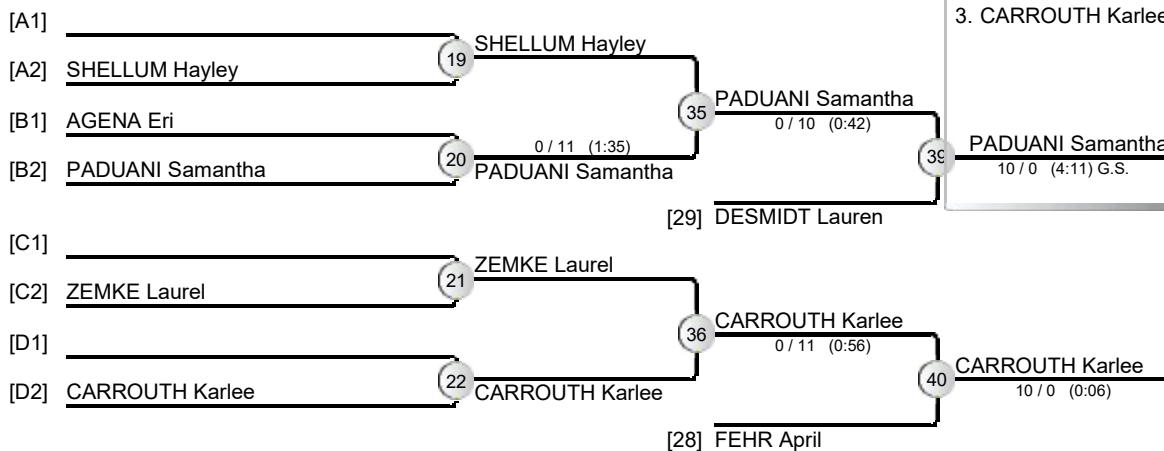 3. CARROUTH Karlee
[A1]
19 SHELLUM Hayley
[A2] SHELLUM Hayley
35 PADUANI Samantha
0 / 10 (0:42)
[B1] AGENA Eri
20 0 / 11 (1:35)
PADUANI Samantha
[B2] PADUANI Samantha
39 PADUANI Samantha
10 / 0 (4:11) G.S.
[29] DESMIDT Lauren
[C1]
21 ZEMKE Laurel
[C2] ZEMKE Laurel
36 CARROUTH Karlee
0 / 11 (0:56)
[D1]
22 CARROUTH Karlee
[D2] CARROUTH Karlee
40 CARROUTH Karlee
10 / 0 (0:06)
[28] FEHR April